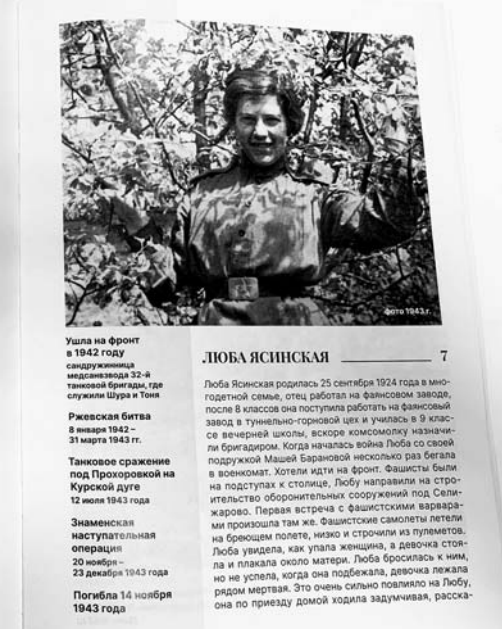 фото 1943 г.
Ушла на фронт
в 1942 году
сандружинница
медсанвзвода 32-й
танковой бригады, где
служили Шура и Тоня
Ржевская битва
8 января 1942 –
31 марта 1943 гг.
Танковое сражение
под Прохоровкой на
Курской дуге
12 июля 1943 года
Знаменская
наступательная
операция
20 ноября –
23 декабря 1943 года
Погибла 14 ноября
1943 года
ЛЮБА ЯСИНСКАЯ 7
Люба Ясинская родилась 25 сентября 1924 года в мно-
годетной семье, отец работал на фаянсовом заводе,
после 8 классов она поступила работать на фаянсовый
завод в туннельно-горновой цех и училась в 9 клас-
се вечерней школы, вскоре комсомолку назначи-
ли бригадиром. Когда началась война Люба со своей
подружкой Машей Барановой несколько раз бегала
в военкомат. Хотели идти на фронт. Фашисты были
на подступах к столице, Любу направили на стро-
ительство оборонительных сооружений под Сели-
жарово. Первая встреча с фашистскими варвара-
ми произошла там же. Фашистские самолеты летели
на бреющем полете, низко и строчили из пулеметов.
Люба увидела, как упала женщина, а девочка стоя-
ла и плакала около матери. Люба бросилась к ним,
но не успела, когда она подбежала, девочка лежала
рядом мертвая. Это очень сильно повлияло на Любу,
она по приезду домой ходила задумчивая, расска-